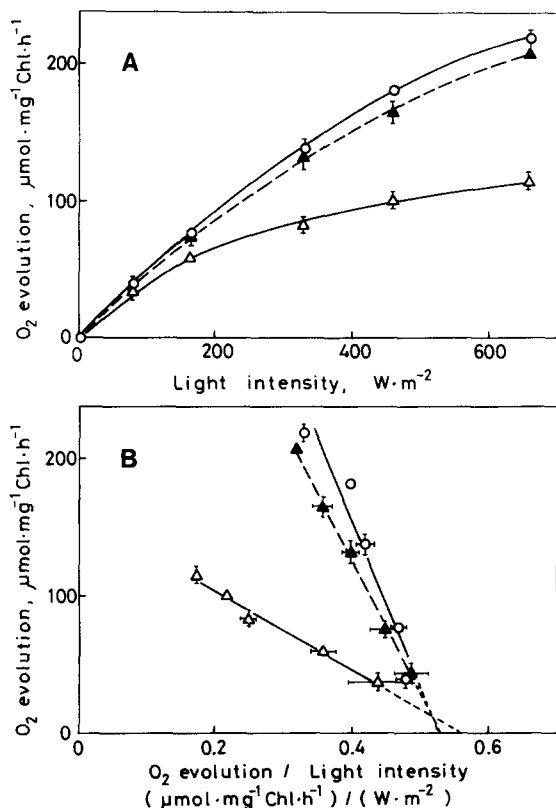 A
O₂ evolution, µmol·mg⁻¹Chl·h⁻¹
200
100
0
0
200
400
600
Light intensity, W·m⁻²
B
O₂ evolution, µmol·mg⁻¹Chl·h⁻¹
200
100
0
0.2
0.4
0.6
O₂ evolution / Light intensity
(µmol·mg⁻¹Chl·h⁻¹)/(W·m⁻²)